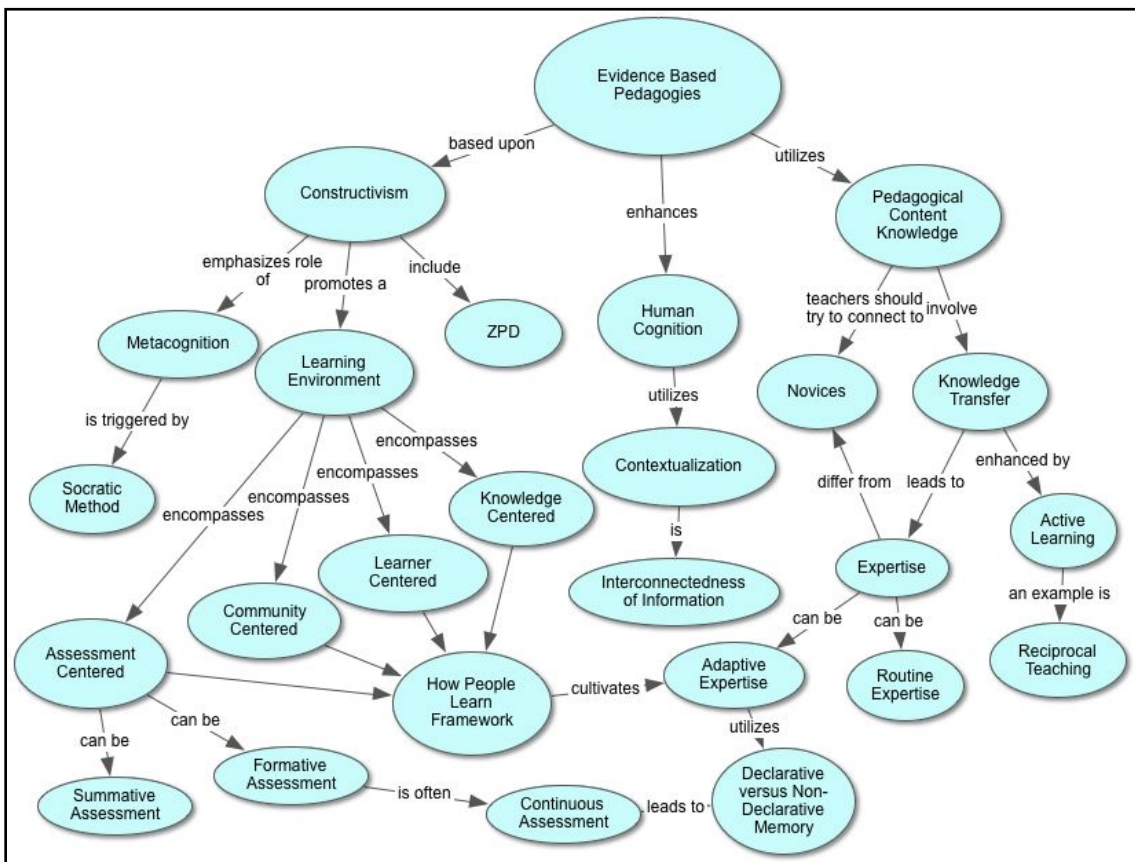 Evidence Based
Pedagogies
based upon
utilizes
Constructivism
enhances
Pedagogical
Content
Knowledge
emphasizes role
of
promotes a
include
Metacognition
Learning
Environment
ZPD
Human
Cognition
teachers should
try to connect to
involve
Novices
Knowledge
Transfer
is triggered by
utilizes
Socratic
Method
encompasses
encompasses
encompasses
encompasses
Knowledge
Centered
Contextualization
differ from
leads to
enhanced by
Active
Learning
is
Learner
Centered
Interconnectedness
of Information
Expertise
an example is
Community
Centered
can be
can be
Assessment
Centered
How People
Learn
Framework
cultivates
Adaptive
Expertise
Routine
Expertise
Reciprocal
Teaching
can be
can be
utilizes
Summative
Assessment
Formative
Assessment
is often
Continuous
Assessment
leads to
Declarative
versus Non-
Declarative
Memory